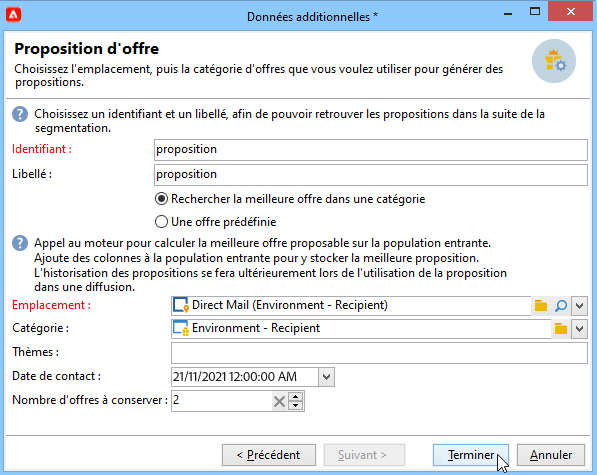 Données additionnelles *
Proposition d'offre
Choisissez l'emplacement, puis la catégorie d'offres que vous voulez utiliser pour générer des
propositions.
Choisissez un identifiant et un libellé, afin de pouvoir retrouver les propositions dans la suite de la
segmentation.
Identifiant : proposition
Libellé : proposition
Rechercher la meilleure offre dans une catégorie
Une offre prédéfinie
Appel au moteur pour calculer la meilleure offre proposable sur la population entrante.
Ajoute des colonnes à la population entrante pour y stocker la meilleure proposition.
L'historisation des propositions se fera ultérieurement lors de l'utilisation de la proposition
dans une diffusion.
Emplacement : Direct Mail (Environment - Recipient)
Catégorie : Environment - Recipient
Thèmes :
Date de contact : 21/11/2021 12:00:00 AM
Nombre d'offres à conserver : 2
< Précédent Suivant > Terminer Annuler